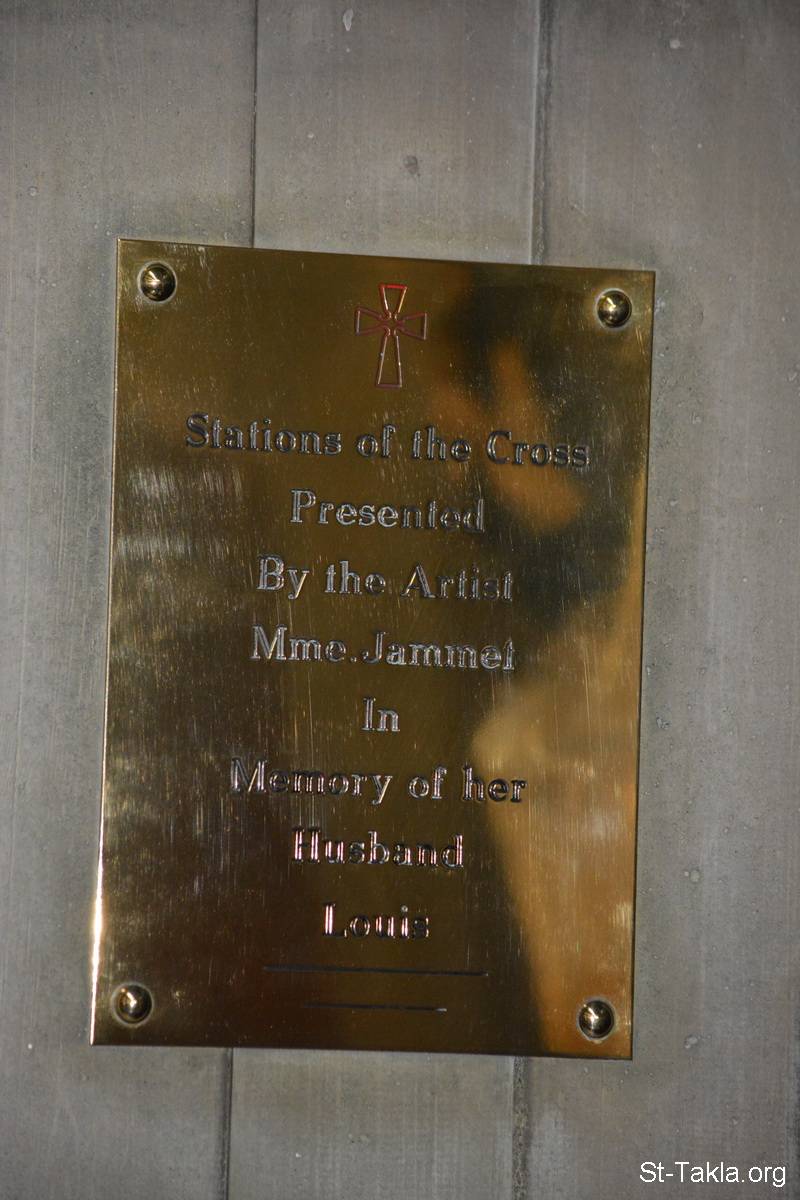 Stations of the Cross
Presented
By the Artist
Mme. Jammet
In
Memory of her
Husband
Louis
St-Takla.org